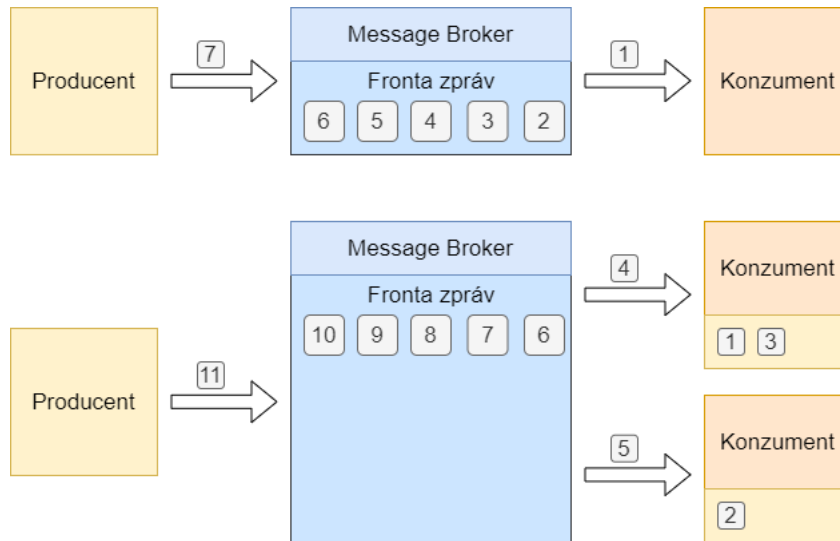 7
1
Message Broker
Producent
Fronta zpráv
Konzument
6 5 4 3 2
Message Broker
4
Konzument
Fronta zpráv
10 9 8 7 6
1 3
11
Producent
5
Konzument
2